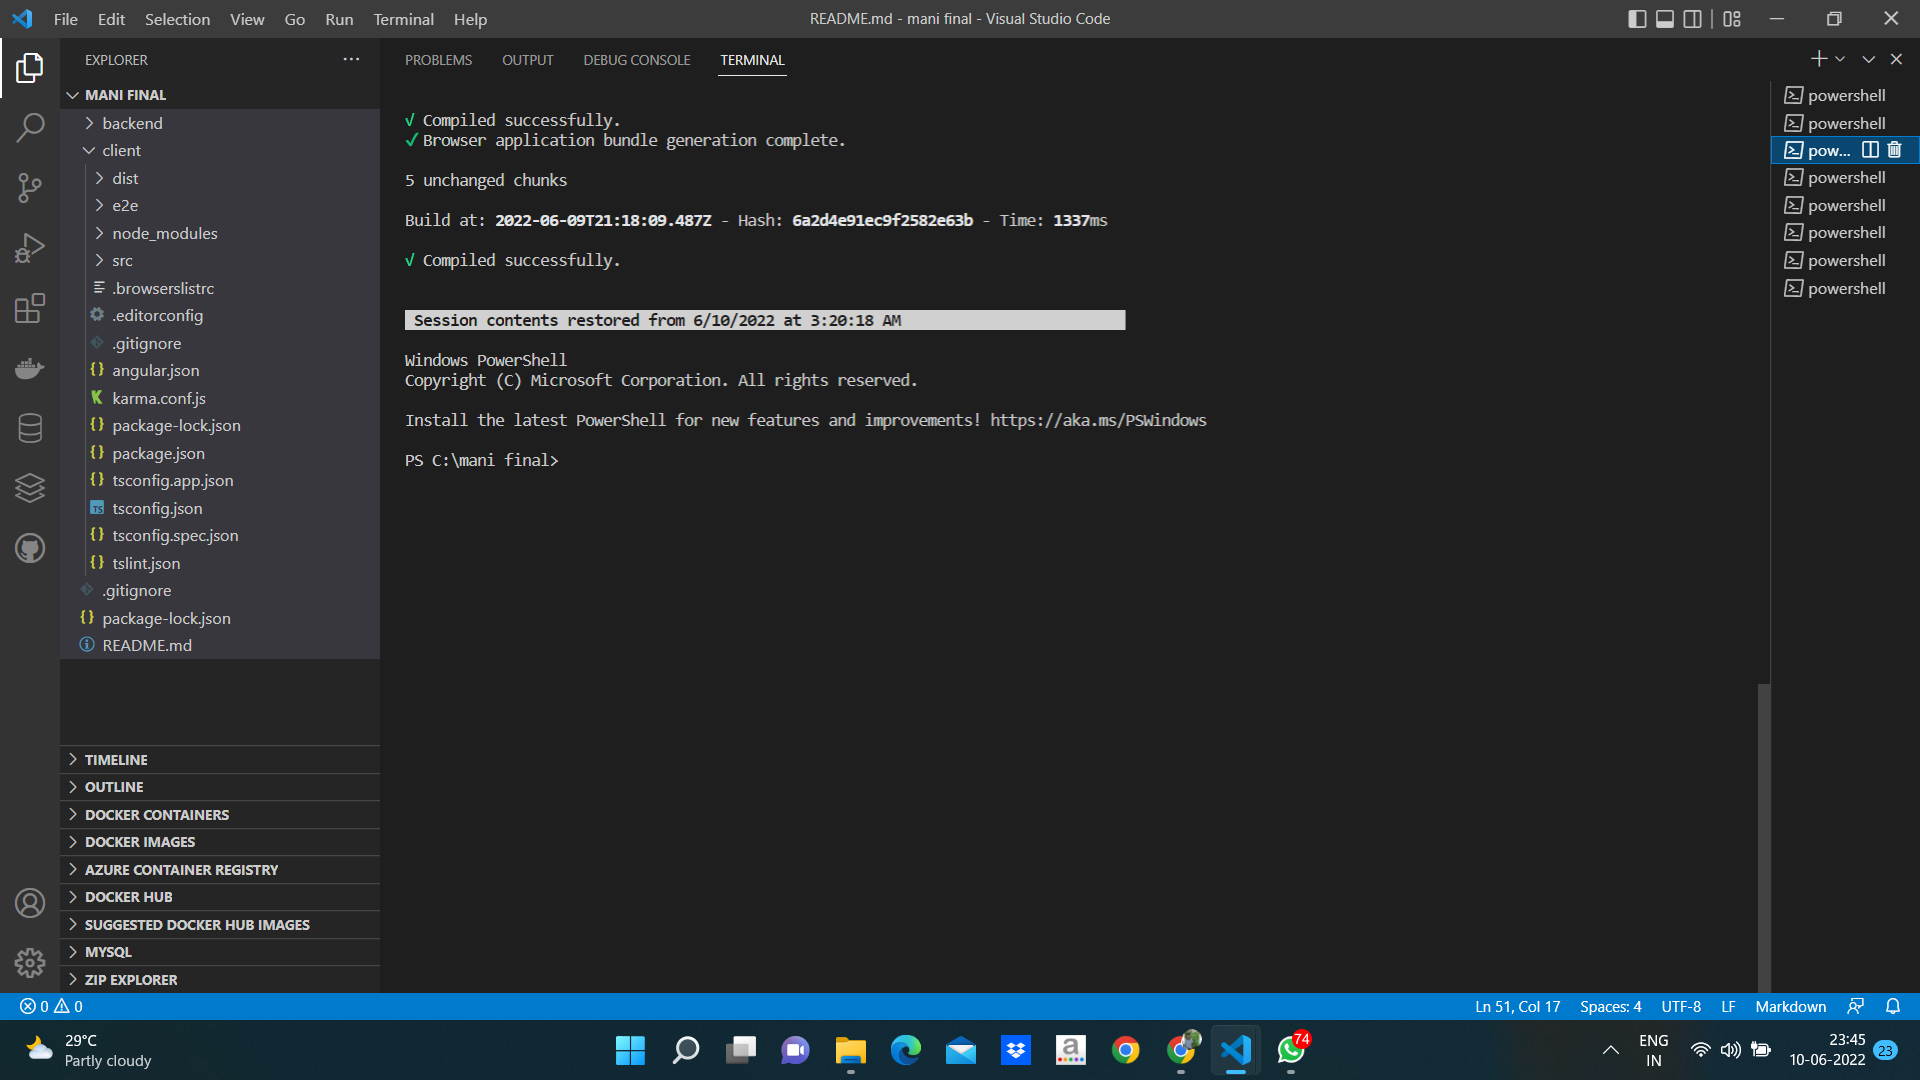 File Edit Selection View Go Run Terminal Help
README.md - mani final - Visual Studio Code
EXPLORER
MANI FINAL
backend
client
dist
e2e
node_modules
src
.browserslistrc
.editorconfig
.gitignore
angular.json
karma.conf.js
package-lock.json
package.json
tsconfig.app.json
tsconfig.json
tsconfig.spec.json
tslint.json
.gitignore
package-lock.json
README.md
TIMELINE
OUTLINE
DOCKER CONTAINERS
DOCKER IMAGES
AZURE CONTAINER REGISTRY
DOCKER HUB
SUGGESTED DOCKER HUB IMAGES
MYSQL
ZIP EXPLORER
PROBLEMS OUTPUT DEBUG CONSOLE TERMINAL
√ Compiled successfully.
✓ Browser application bundle generation complete.
5 unchanged chunks
Build at: 2022-06-09T21:18:09.487Z - Hash: 6a2d4e91ec9f2582e63b - Time: 1337ms
√ Compiled successfully.
Session contents restored from 6/10/2022 at 3:20:18 AM
Windows PowerShell
Copyright (C) Microsoft Corporation. All rights reserved.
Install the latest PowerShell for new features and improvements! https://aka.ms/PSWindows
PS C:\mani final>
powershell
powershell
pow...
powershell
powershell
powershell
powershell
powershell
0 0
Ln 51, Col 17 Spaces: 4 UTF-8 LF Markdown
29°C
Partly cloudy
74
ENG
IN
23:45
10-06-2022
23